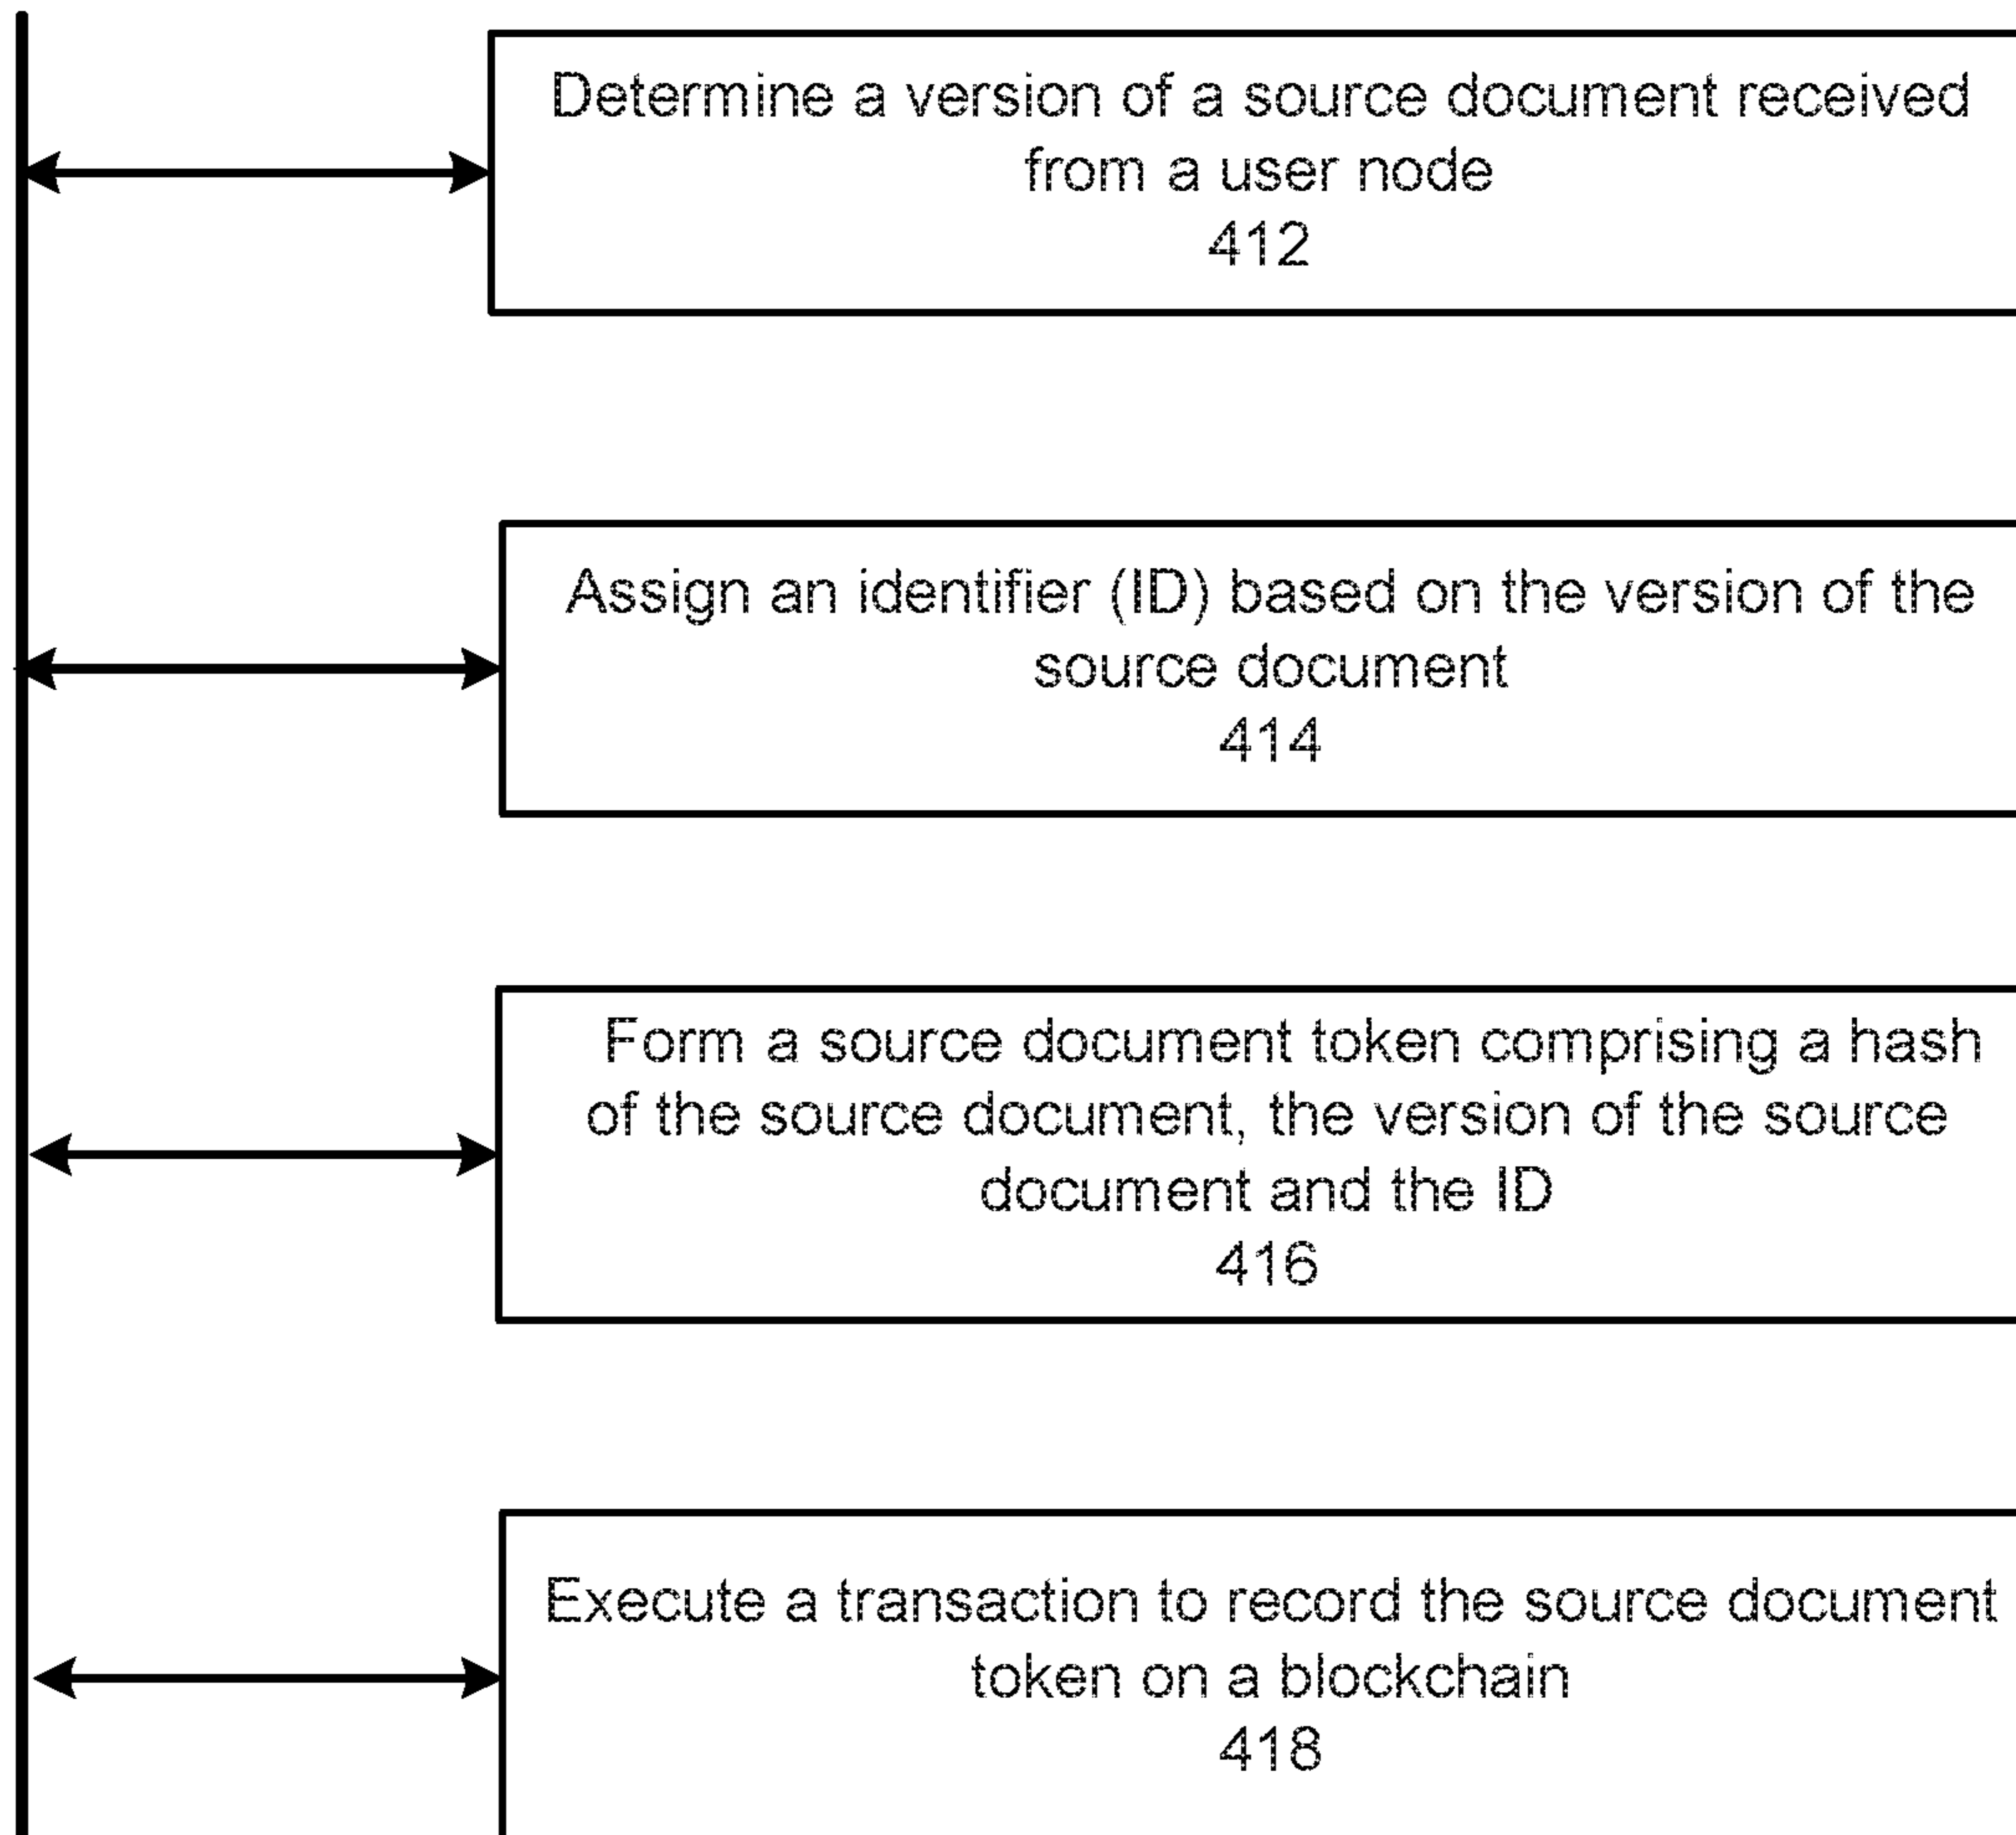 Determine a version of a source document received
from a user node
412
Assign an identifier (ID) based on the version of the
source document
414
Form a source document token comprising a hash
of the source document, the version of the source
document and the ID
416
Execute a transaction to record the source document
token on a blockchain
418